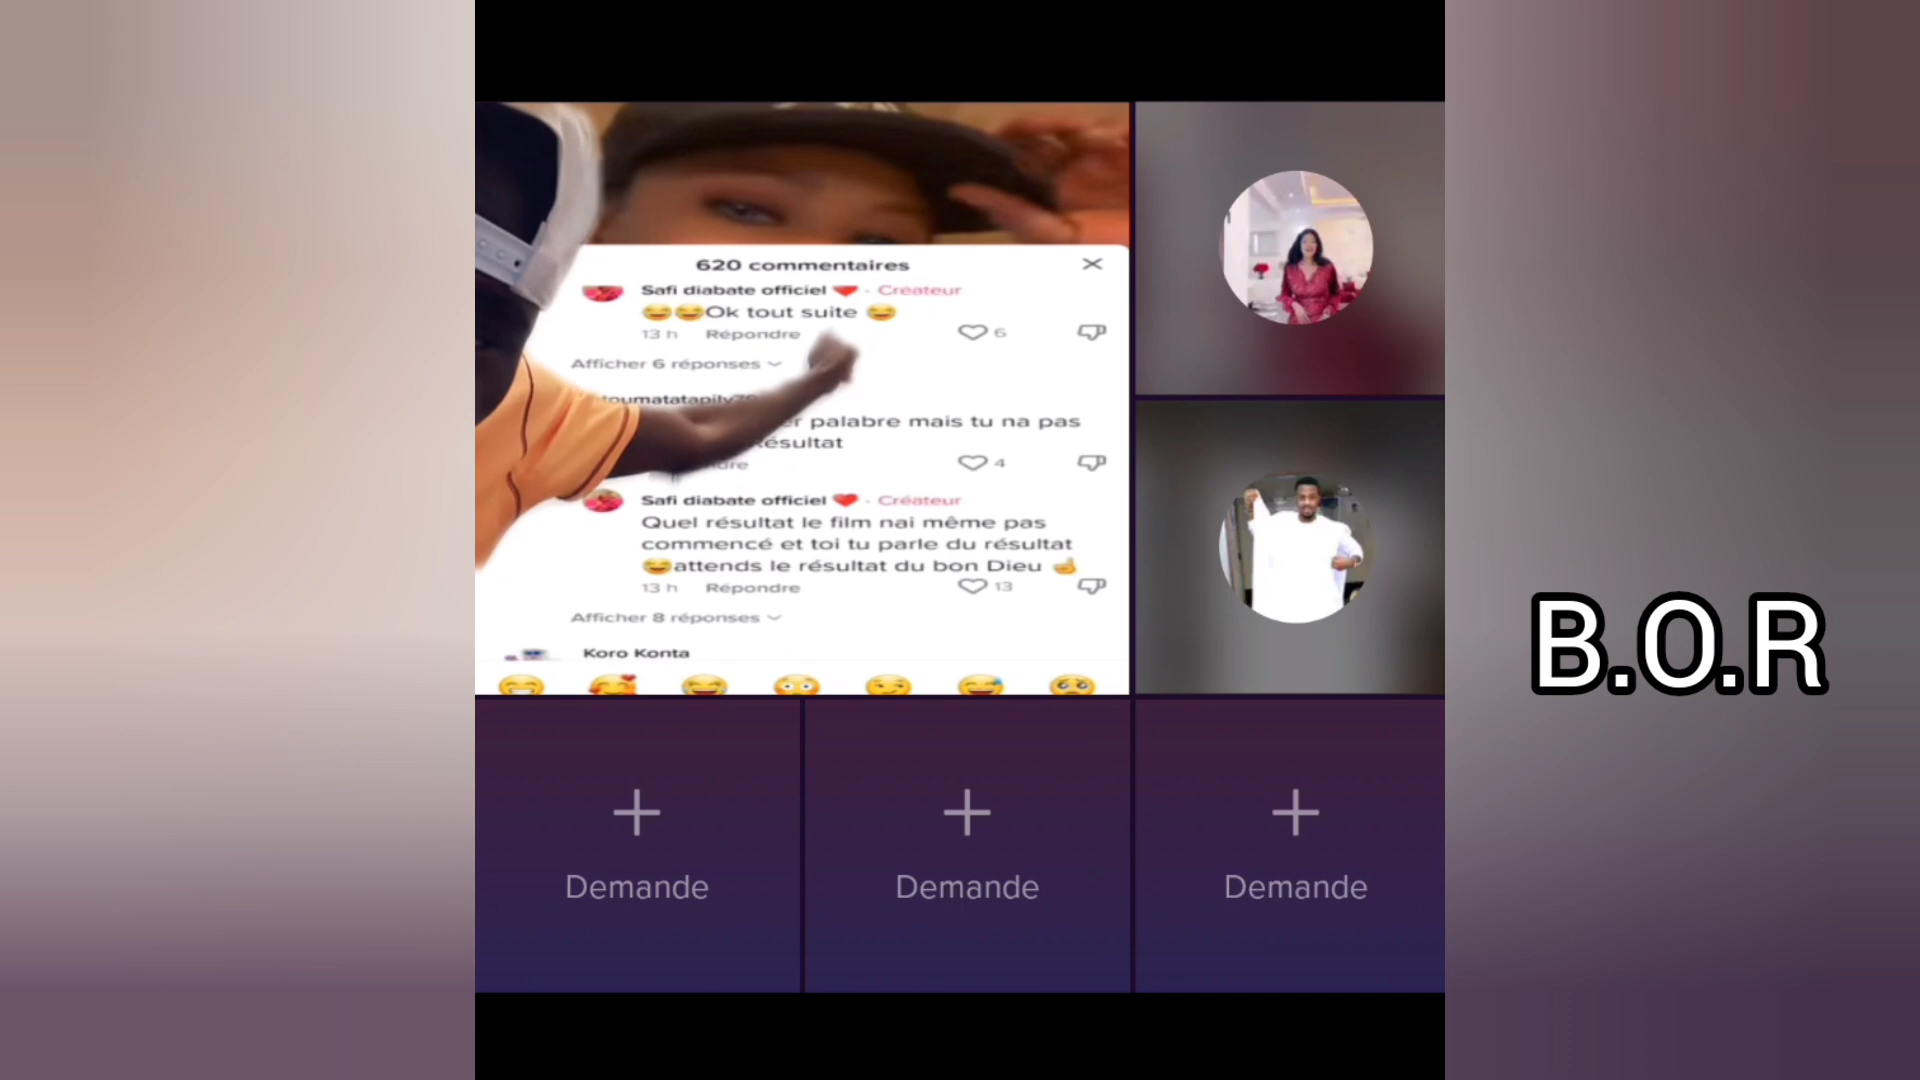 620 commentaires
Safi diabate officiel ❤️ · Créateur
😂😂Ok tout suite 😂
13 h Répondre
6
Afficher 6 réponses
palabre mais tu na pas
4
Safi diabate officiel ❤️ · Créateur
Quel résultat le film nai même pas
commencé et toi tu parle du résultat
😂attends le résultat du bon Dieu ☝️
13 h Répondre
13
Afficher 8 réponses
Koro Konta
Demande
Demande
Demande
B.O.R